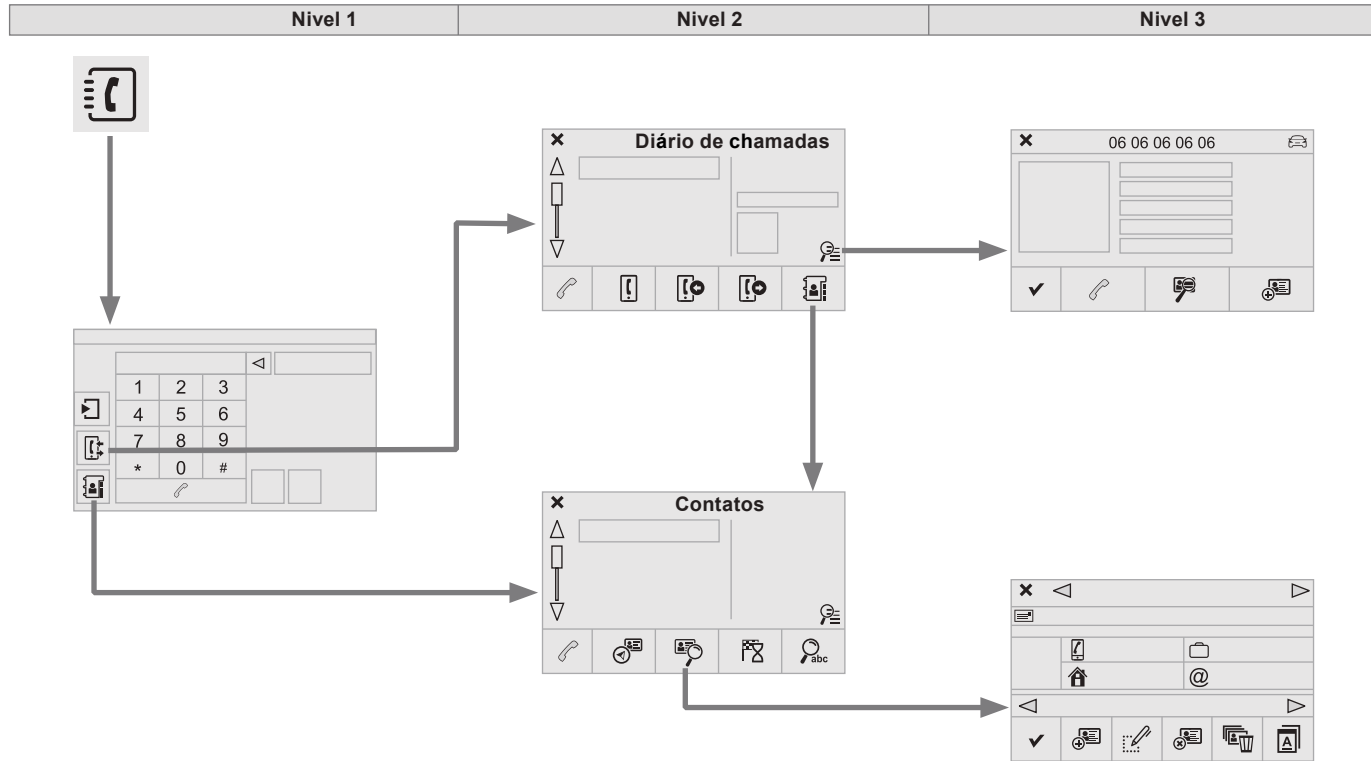 Nivel 1
Nivel 2
Nivel 3
Diário de chamadas
06 06 06 06 06
1 2 3
4 5 6
7 8 9
* 0 #
Contatos
abc
@
A